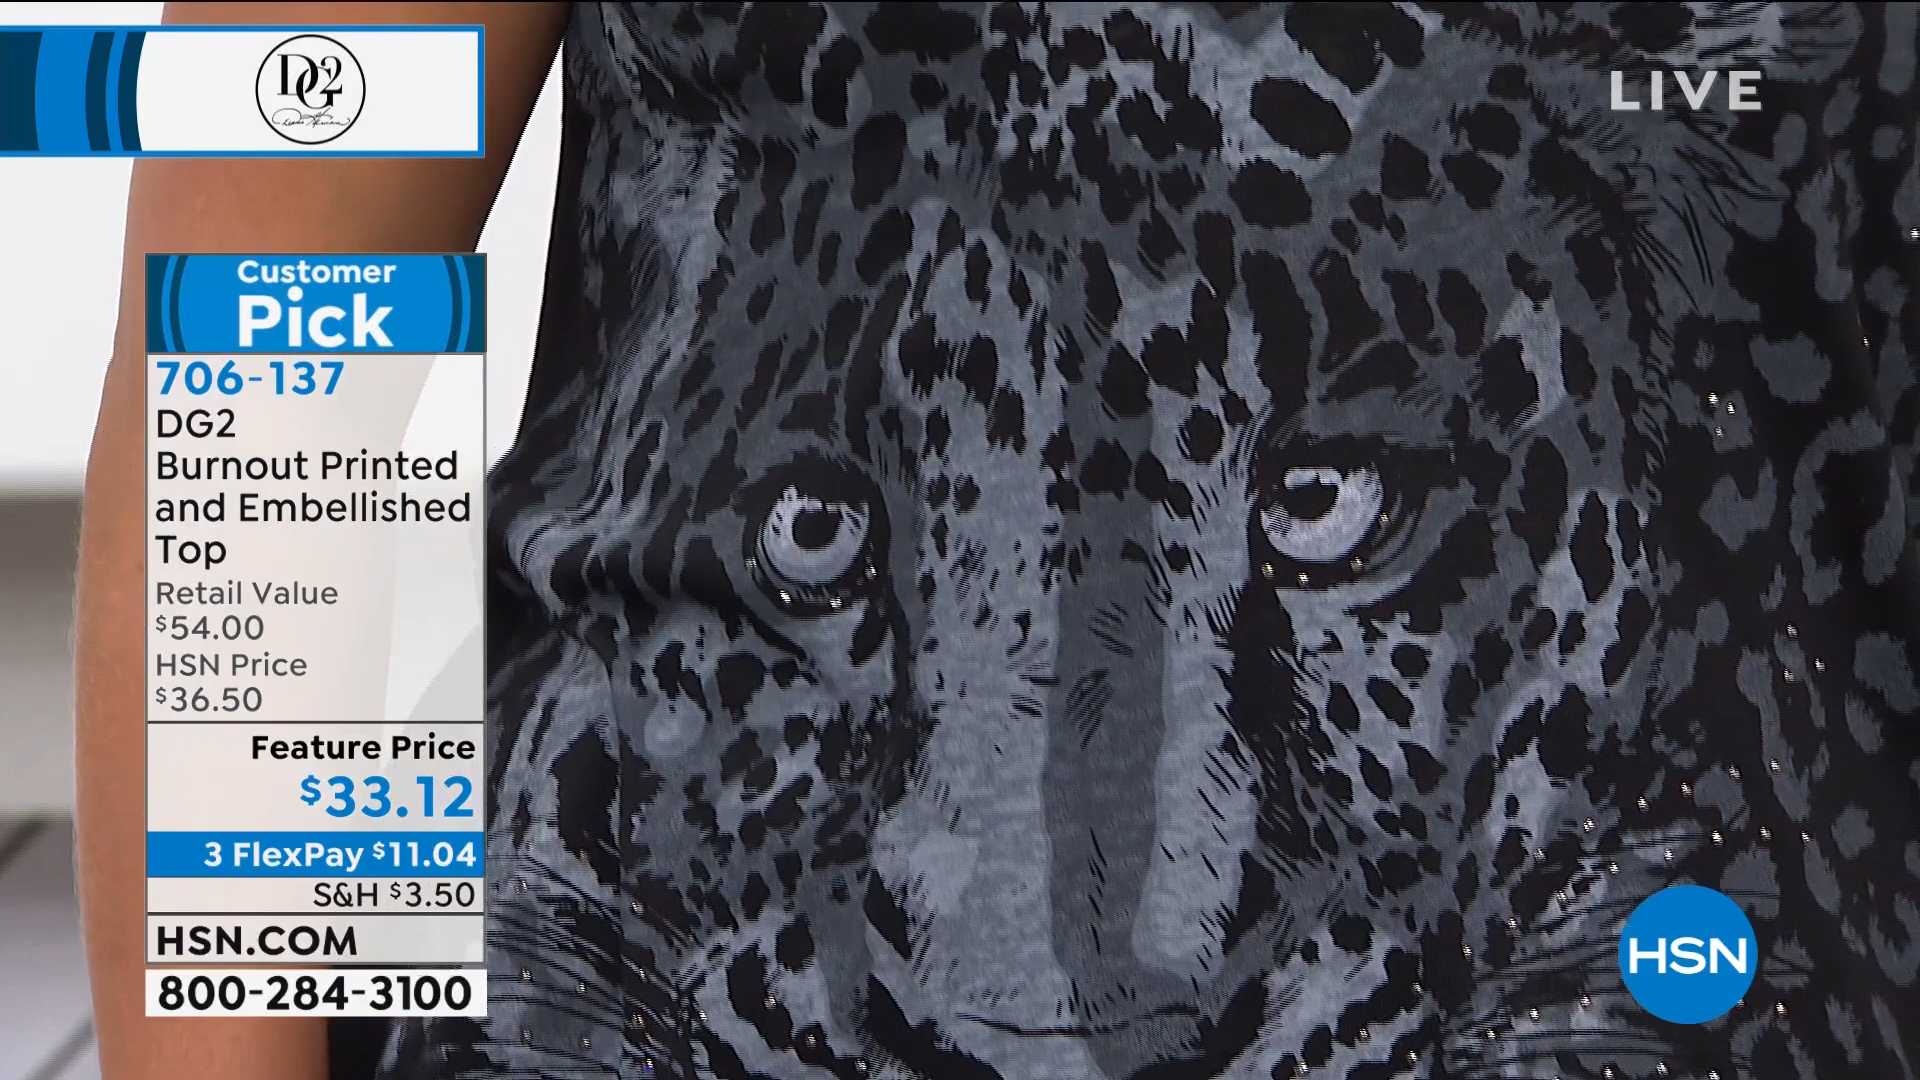 DG2
LIVE
Customer
Pick
706-137
DG2
Burnout Printed
and Embellished
Top
Retail Value
$54.00
HSN Price
$36.50
Feature Price
$33.12
3 FlexPay $11.04
S&H $3.50
HSN.COM
800-284-3100
HSN